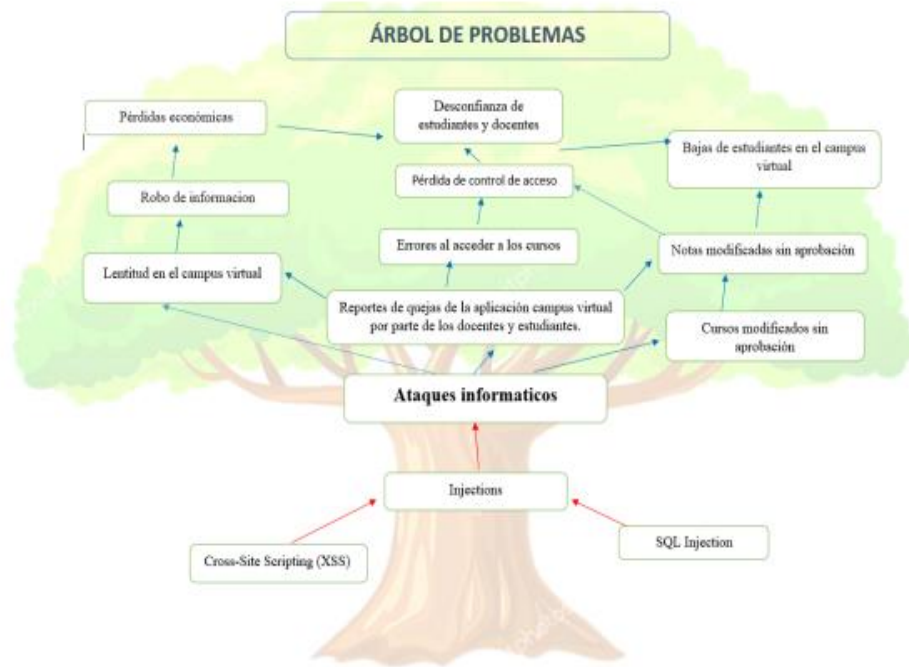 ÁRBOL DE PROBLEMAS
Pérdidas económicas
Desconfianza de
estudiantes y docentes
Bajas de estudiantes en el campus
virtual
Pérdida de control de acceso
Robo de informacion
Errores al acceder a los cursos
Notas modificadas sin aprobación
Lentitud en el campus virtual
Reportes de quejas de la aplicación campus virtual
por parte de los docentes y estudiantes.
Cursos modificados sin
aprobación
Ataques informaticos
Injections
Cross-Site Scripting (XSS)
SQL Injection